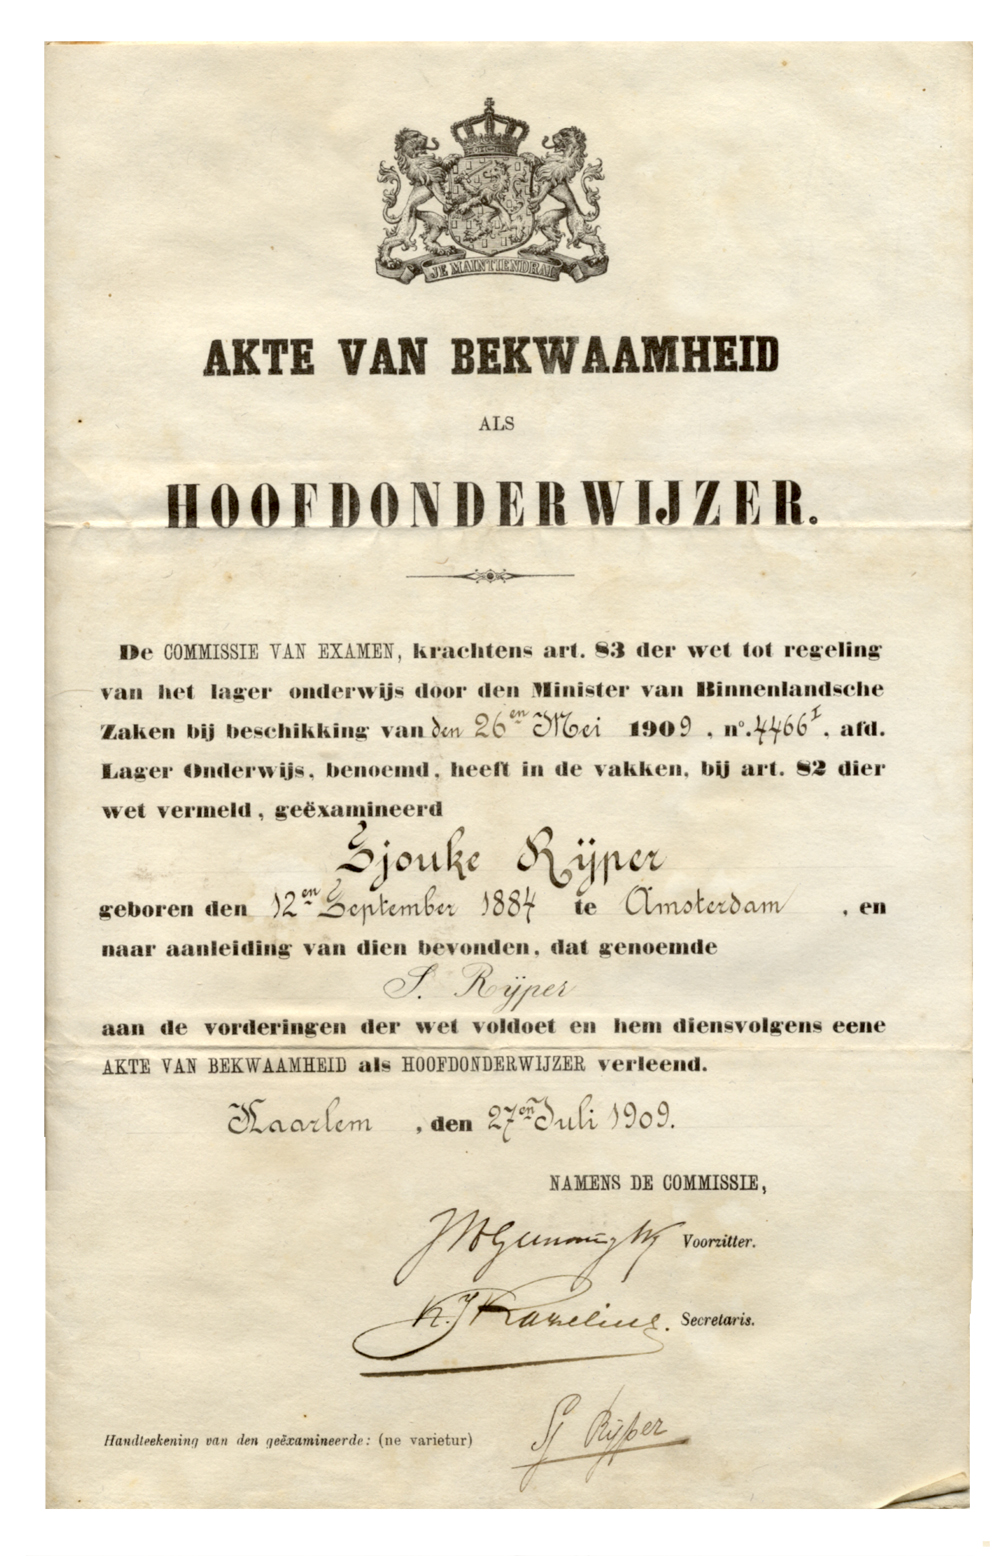 JE MAINTIENDRAI
AKTE VAN BEKWAAMHEID
ALS
HOOFDONDERWIJZER.
De COMMISSIE VAN EXAMEN, krachtens art. 83 der wet tot regeling
van het lager onderwijs door den Minister van Binnenlandsche
Zaken bij beschikking van den 26en Mei 1909, no. 4466I, afd.
Lager Onderwijs, benoemd, heeft in de vakken, bij art. 82 dier
wet vermeld, geëxamineerd
Sjouke Rijper
geboren den 12en September 1884 te Amsterdam, en
naar aanleiding van dien bevonden, dat genoemde
S. Rijper
aan de vorderingen der wet voldoet en hem diensvolgens eene
AKTE VAN BEKWAAMHEID als HOOFDONDERWIJZER verleend.
Haarlem, den 27en Juli 1909.
NAMENS DE COMMISSIE,
Voorzitter.
Secretaris.
Handteekening van den geëxamineerde: (ne varietur) Sj Rijper